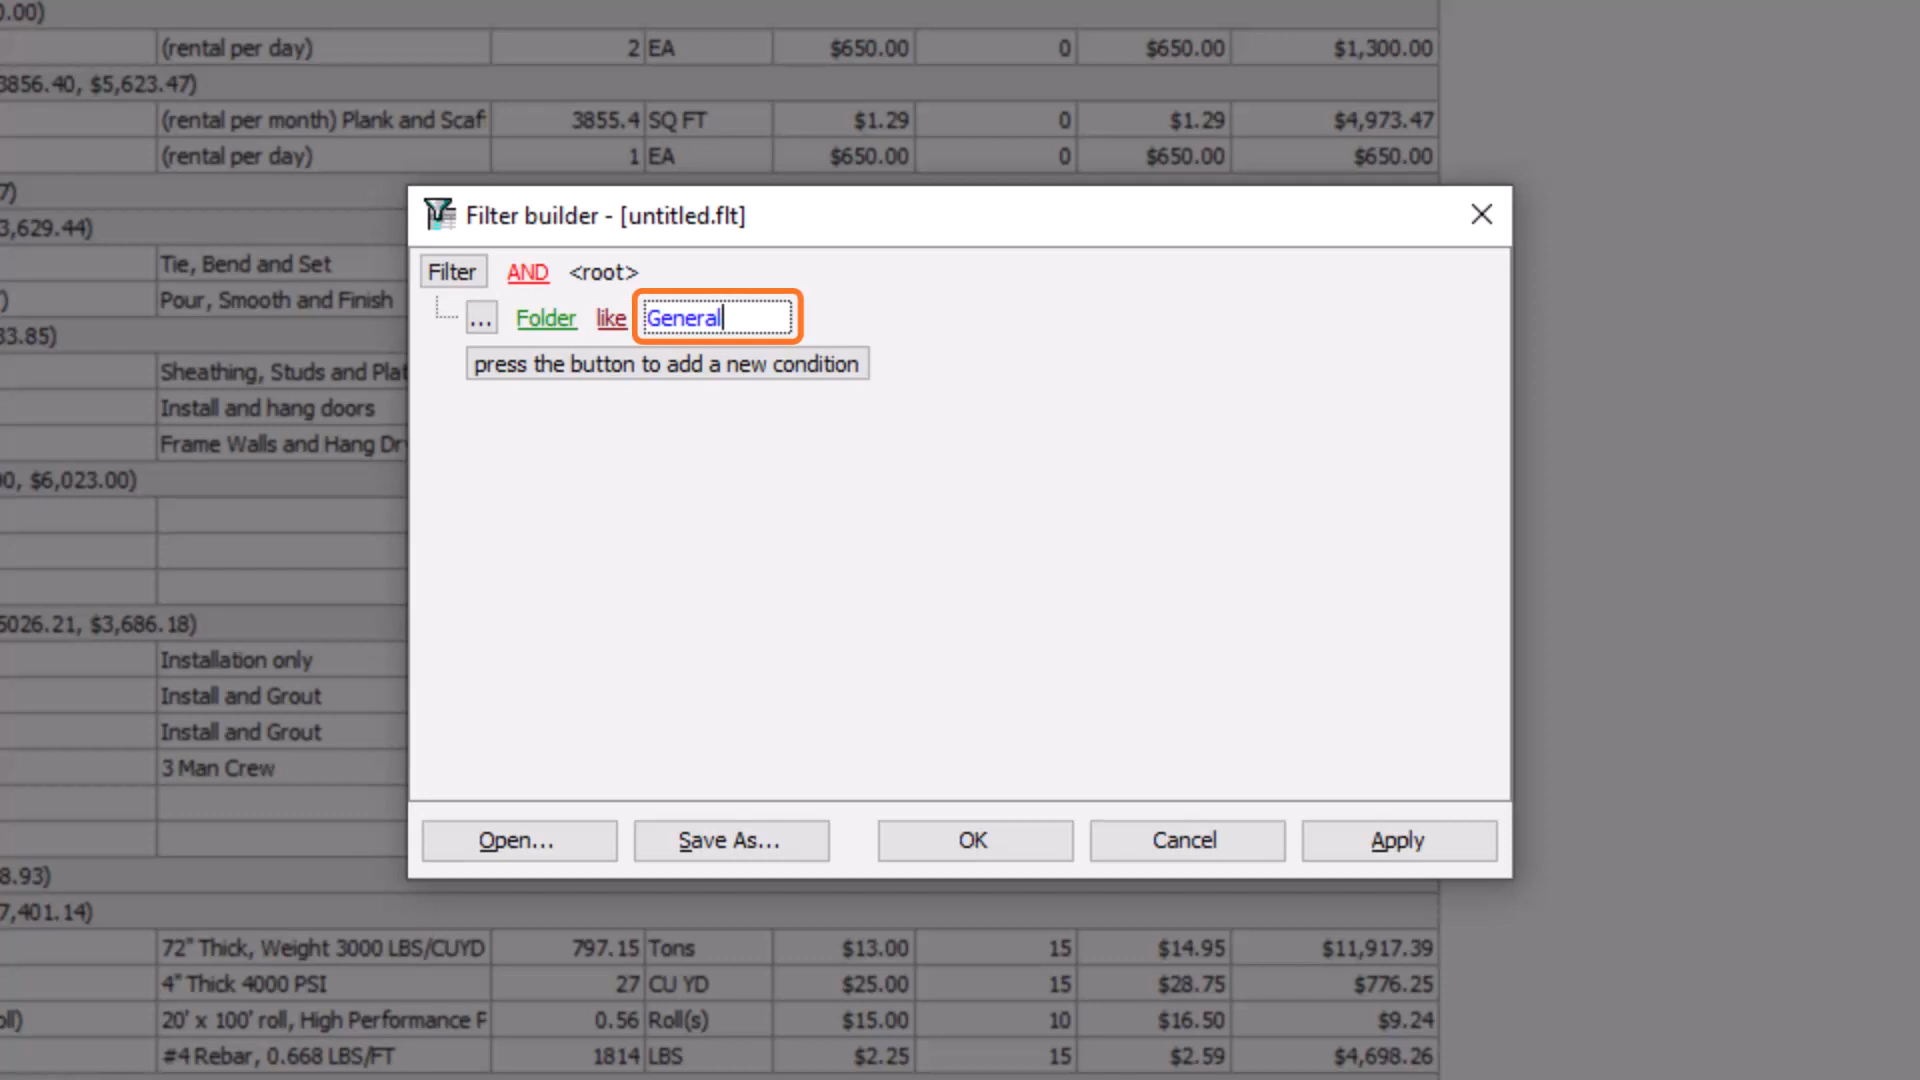 0.00)
(rental per day) 2 EA $650.00 0 $650.00 $1,300.00
3856.40, $5,623.47)
(rental per month) Plank and Scaf 3855.4 SQ FT $1.29 0 $1.29 $4,973.47
(rental per day) 1 EA $650.00 0 $650.00 $650.00
7)
Filter builder - [untitled.flt]
3,629.44)
Tie, Bend and Set
Filter AND <root>
)
Pour, Smooth and Finish
... Folder like General
33.85)
press the button to add a new condition
Sheathing, Studs and Plat
Install and hang doors
Frame Walls and Hang Dr
00, $6,023.00)
5026.21, $3,686.18)
Installation only
Install and Grout
Install and Grout
3 Man Crew
Open... Save As... OK Cancel Apply
8.93)
7,401.14)
72" Thick, Weight 3000 LBS/CUYD 797.15 Tons $13.00 15 $14.95 $11,917.39
4" Thick 4000 PSI 27 CU YD $25.00 15 $28.75 $776.25
oll) 20' x 100' roll, High Performance F 0.56 Roll(s) $15.00 10 $16.50 $9.24
#4 Rebar, 0.668 LBS/FT 1814 LBS $2.25 15 $2.59 $4,698.26